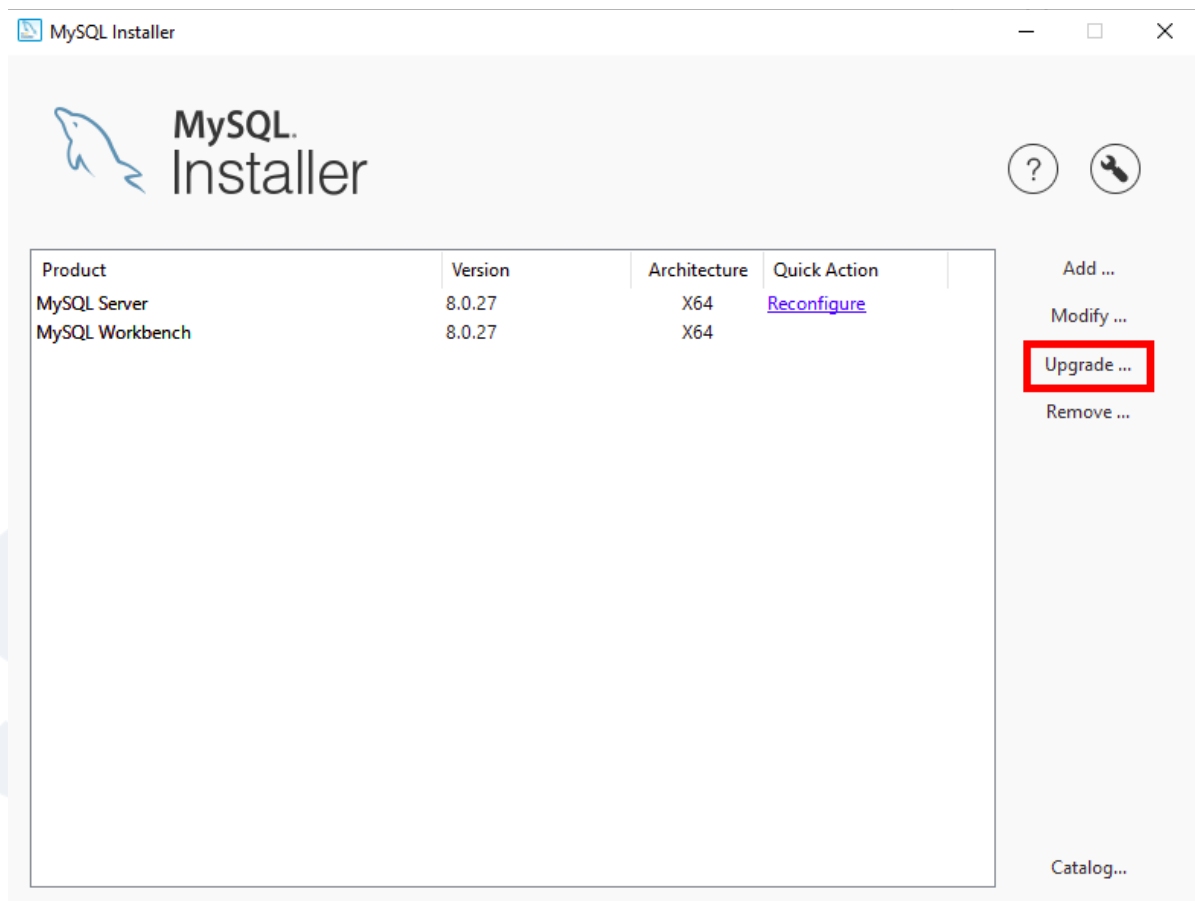 MySQL Installer
MySQL.
Installer
?
Product Version Architecture Quick Action
MySQL Server 8.0.27 X64 Reconfigure
MySQL Workbench 8.0.27 X64
Add ...
Modify ...
Upgrade ...
Remove ...
Catalog...